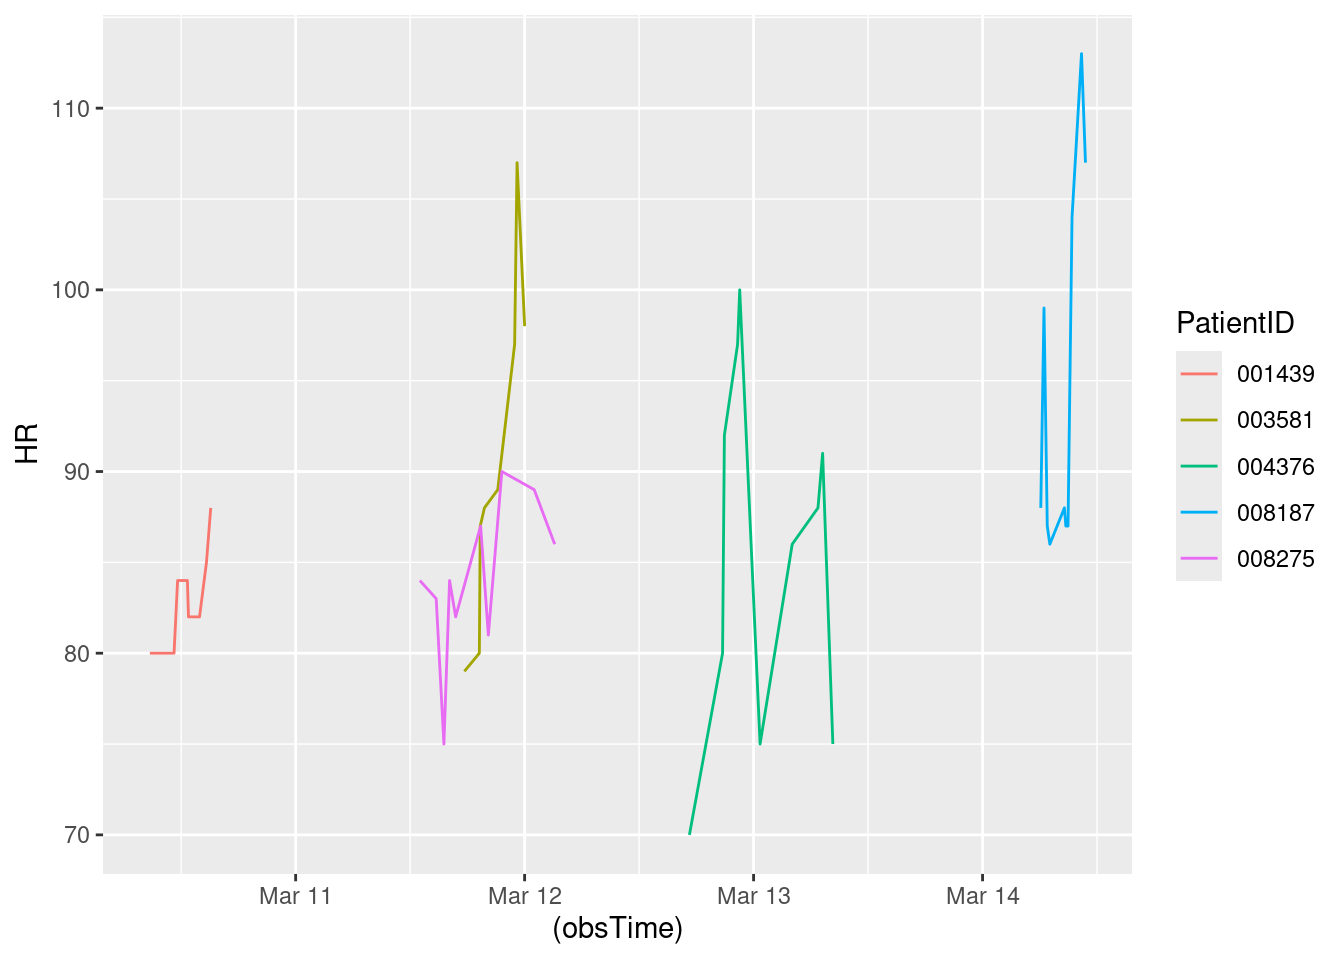 110
100
90
80
70
HR
Mar 11
Mar 12
Mar 13
Mar 14
(obsTime)
PatientID
001439
003581
004376
008187
008275